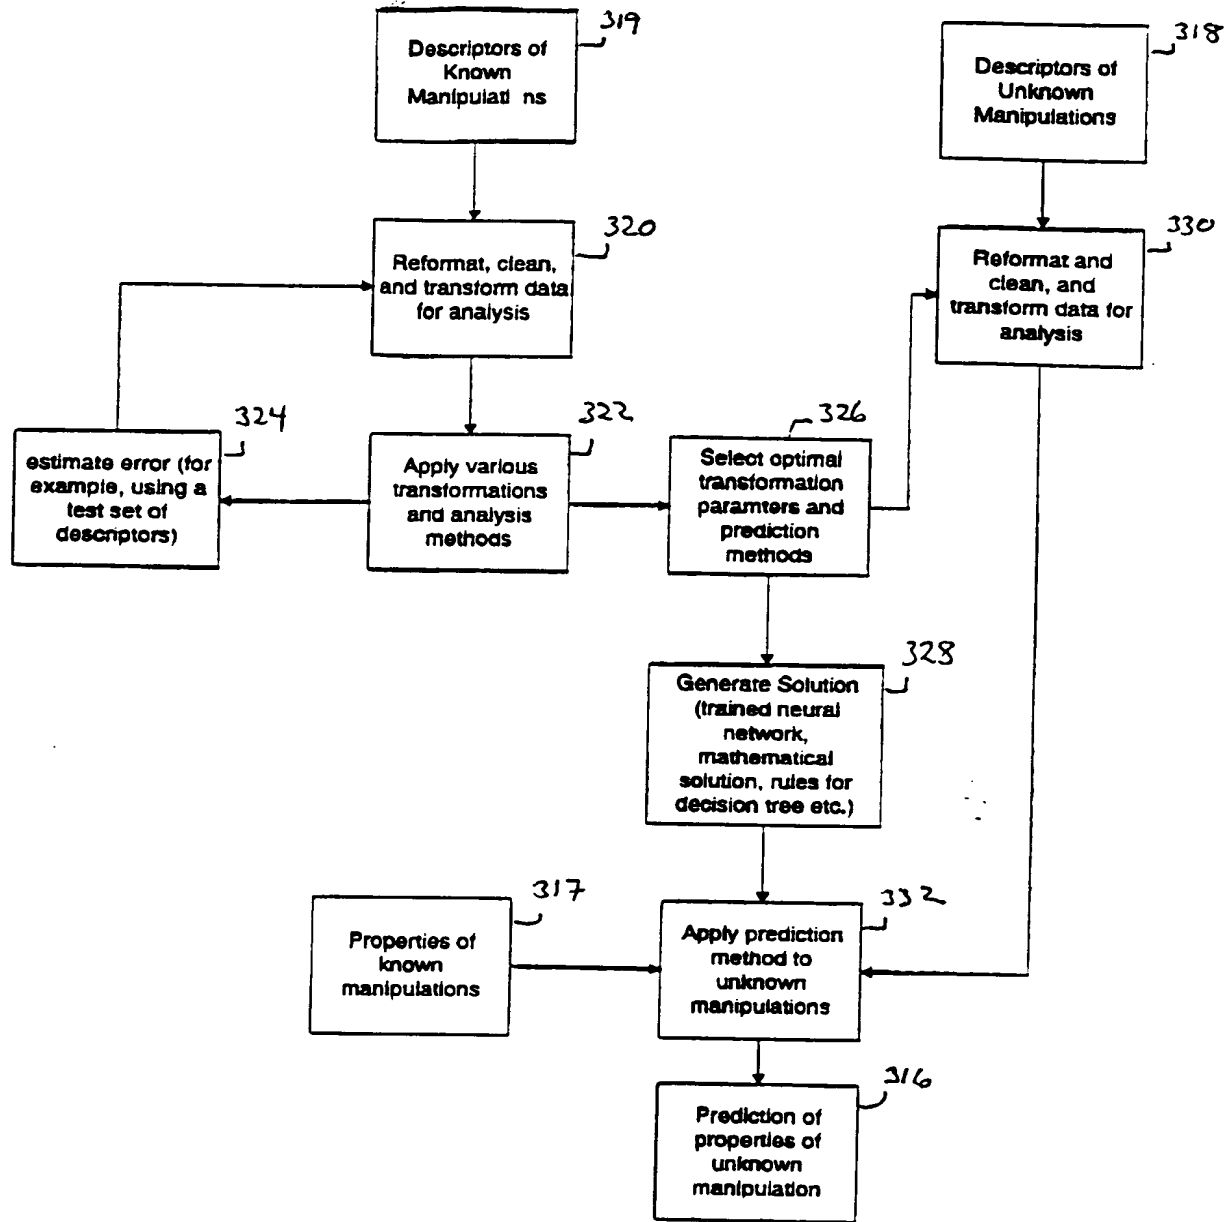 319
Descriptors of
Known
Manipulati ns
318
Descriptors of
Unknown
Manipulations
320
Reformat, clean,
and transform data
for analysis
330
Reformat and
clean, and
transform data for
analysis
324
estimate error (for
example, using a
test set of
descriptors)
322
Apply various
transformations
and analysis
methods
326
Select optimal
transformation
paramters and
prediction
methods
328
Generate Solution
(trained neural
network,
mathematical
solution, rules for
decision tree etc.)
317
Properties of
known
manipulations
332
Apply prediction
method to
unknown
manipulations
316
Prediction of
properties of
unknown
manipulation